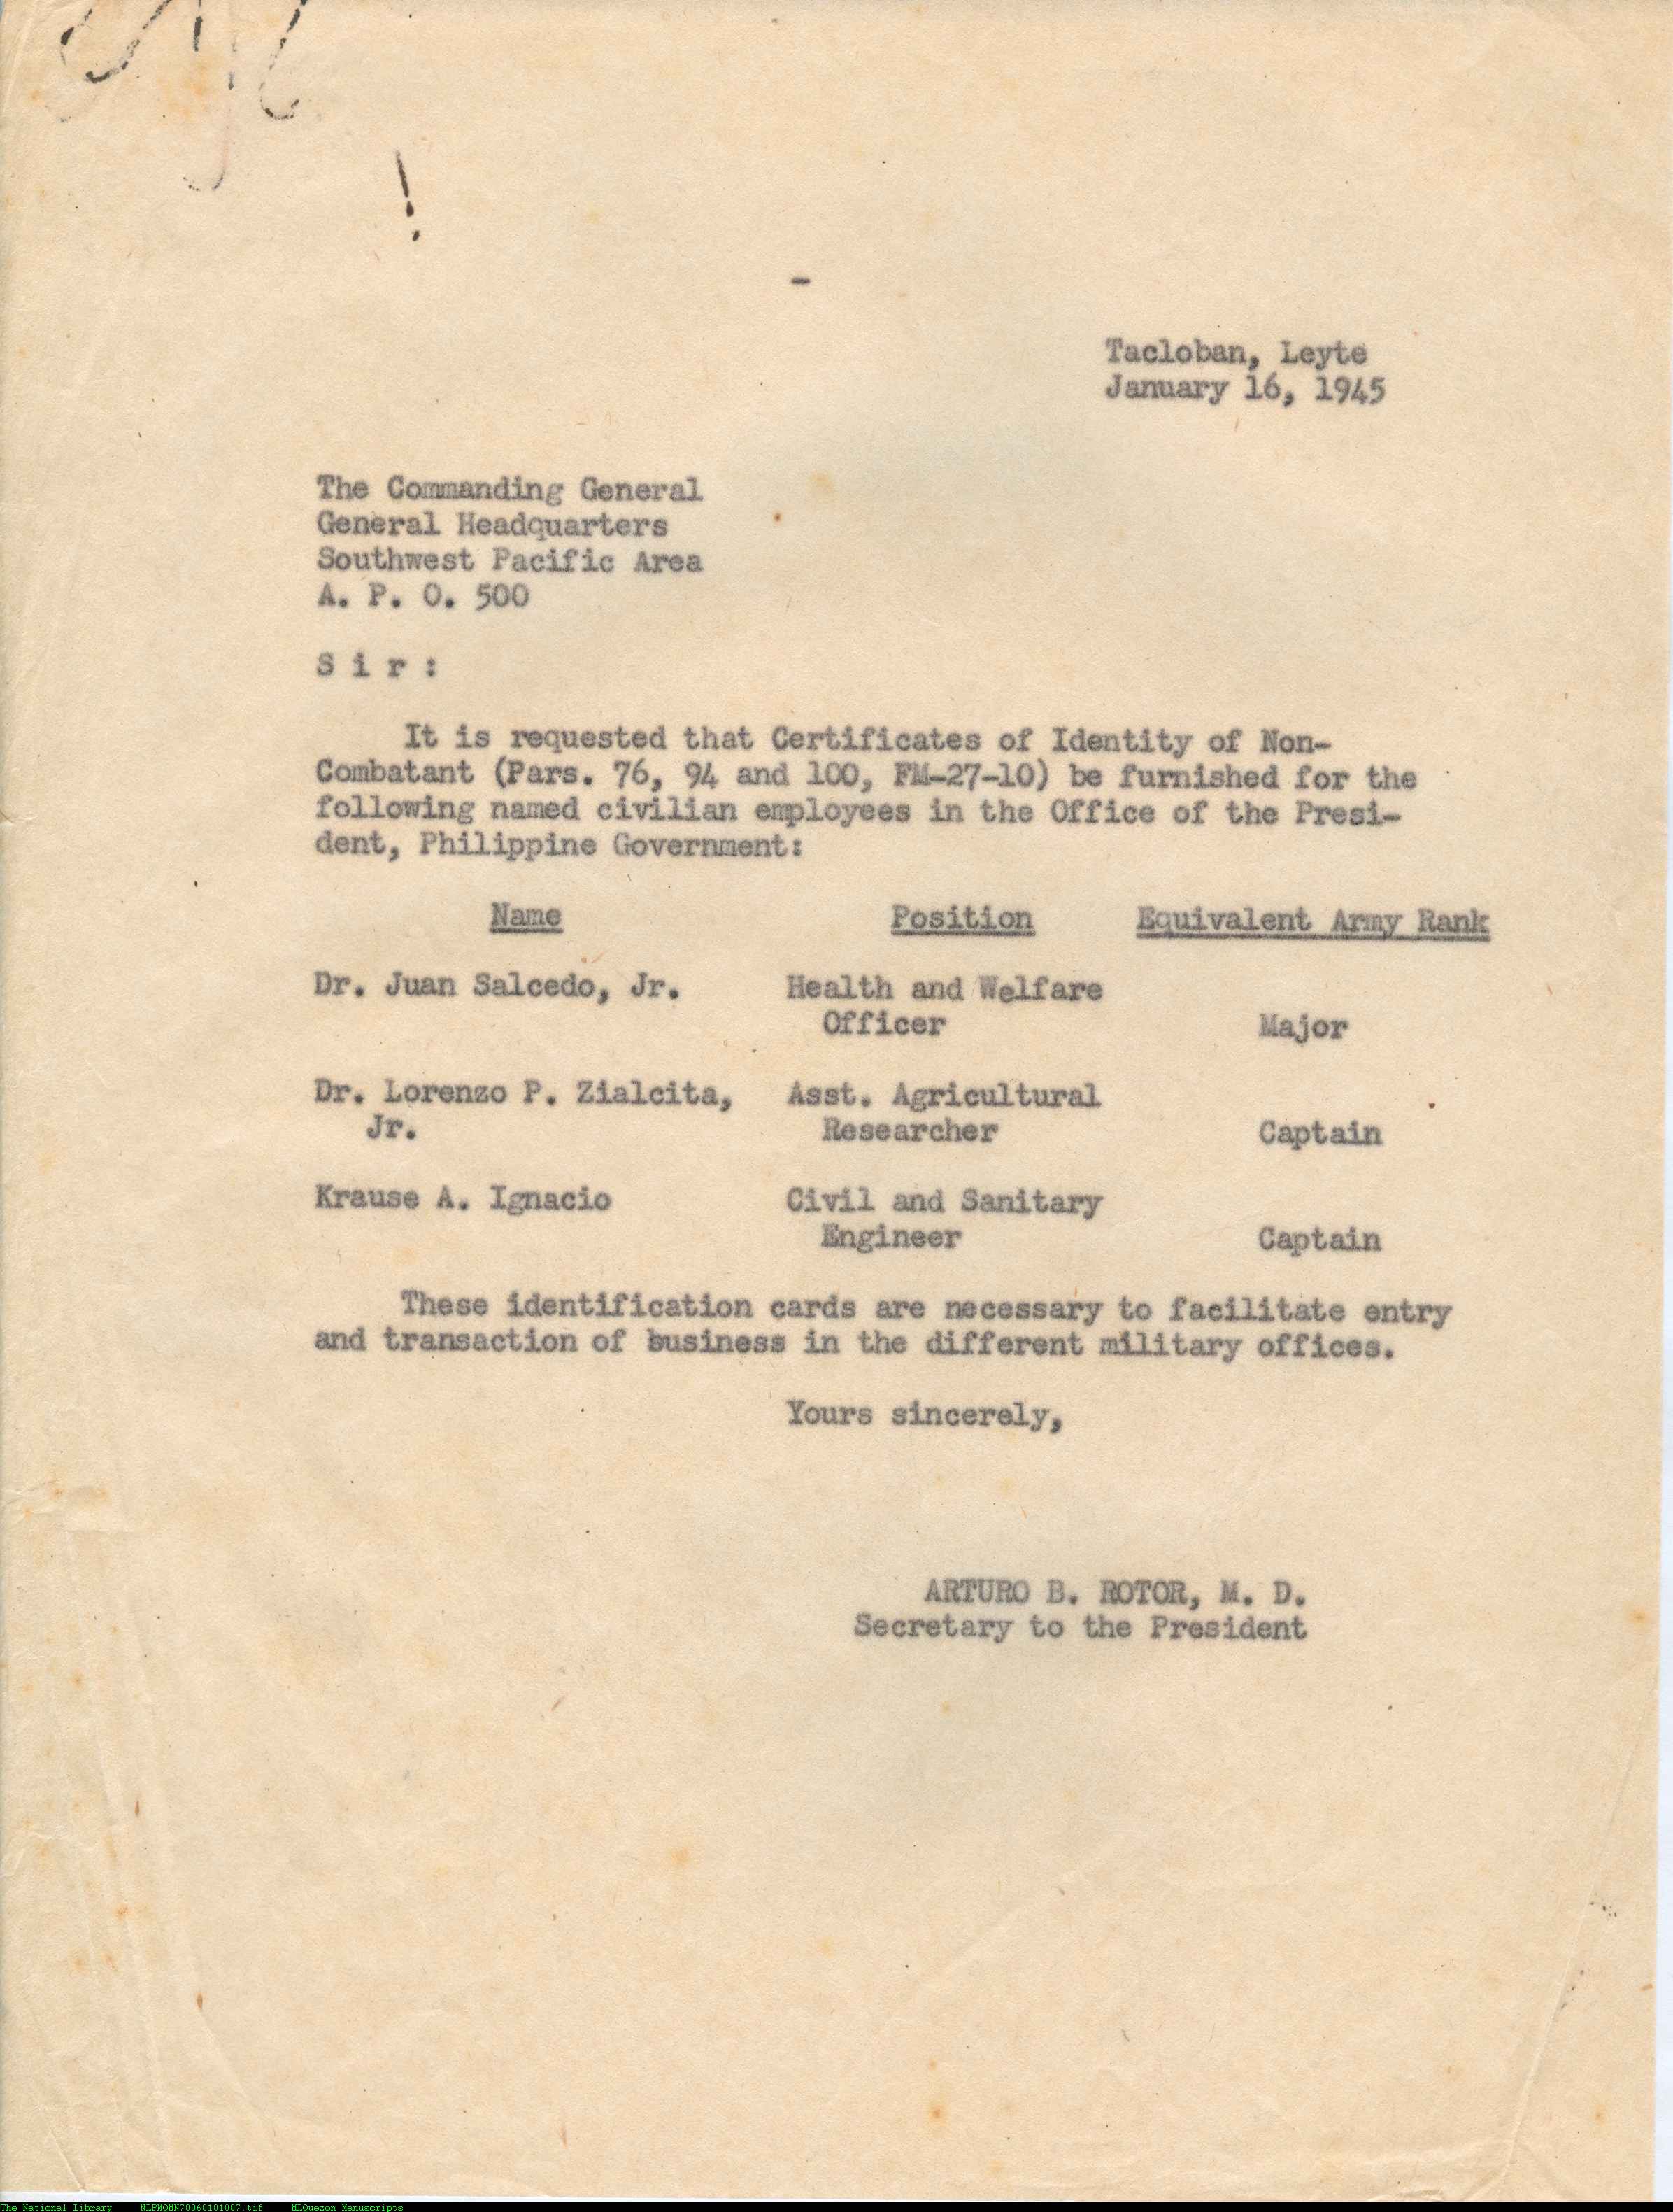 Tacloban, Leyte
January 16, 1945
The Commanding General
General Headquarters
Southwest Pacific Area
A. P. O. 500
S i r :
It is requested that Certificates of Identity of Non-
Combatant (Pars. 76, 94 and 100, FM-27-10) be furnished for the
following named civilian employees in the Office of the Presi-
dent, Philippine Government:
Name Position Equivalent Army Rank
Dr. Juan Salcedo, Jr. Health and Welfare
Officer Major
Dr. Lorenzo P. Zialcita, Asst. Agricultural
Jr. Researcher Captain
Krause A. Ignacio Civil and Sanitary
Engineer Captain
These identification cards are necessary to facilitate entry
and transaction of business in the different military offices.
Yours sincerely,
ARTURO B. ROTOR, M. D.
Secretary to the President
The National Library NLPMQMN70060101007.tif MLQuezon Manuscripts